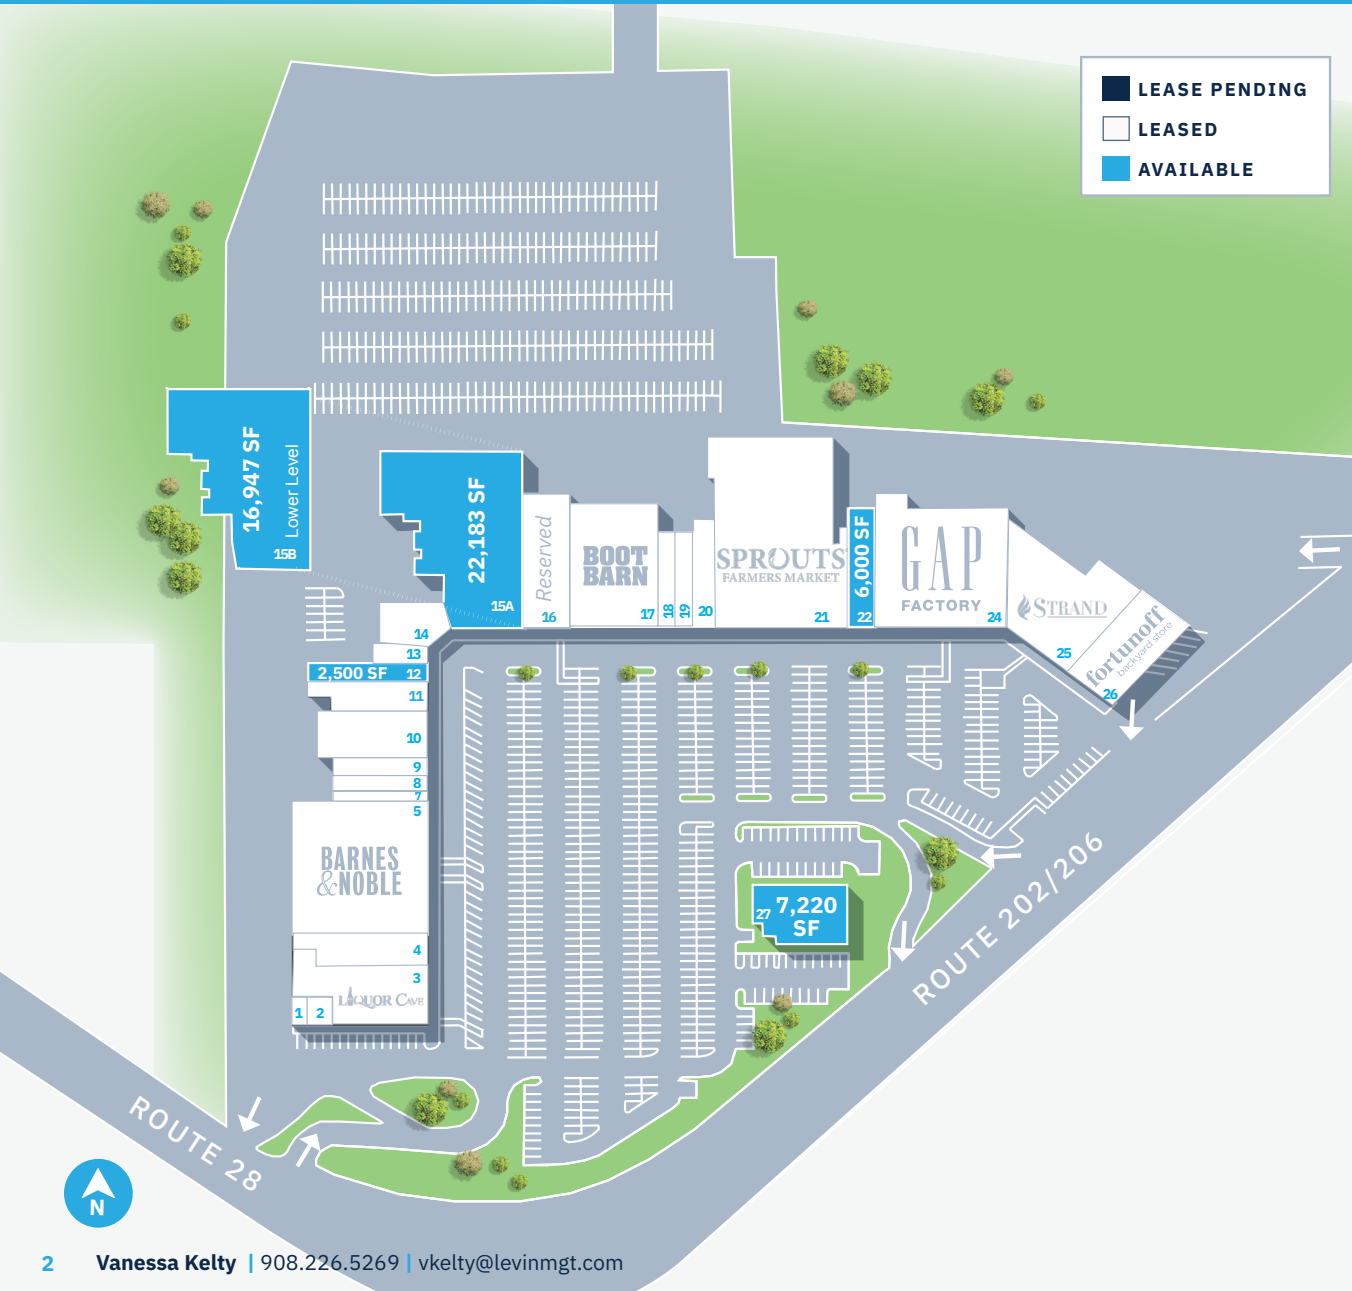 LEASE PENDING
LEASED
AVAILABLE
16,947 SF
Lower Level
15B
22,183 SF
15A
Reserved
16
BOOT
BARN
17
18
19
20
SPROUTS
FARMERS MARKET
21
6,000 SF
22
GAP
FACTORY
24
STRAND
25
fortunoff
backyard store
26
14
13
2,500 SF 12
11
10
9
8
7
5
BARNES
&NOBLE
4
3
LIQUOR CAVE
1 2
27 7,220
SF
ROUTE 202/206
ROUTE 28
N
2 Vanessa Kelty | 908.226.5269 | vkelty@levinmgt.com